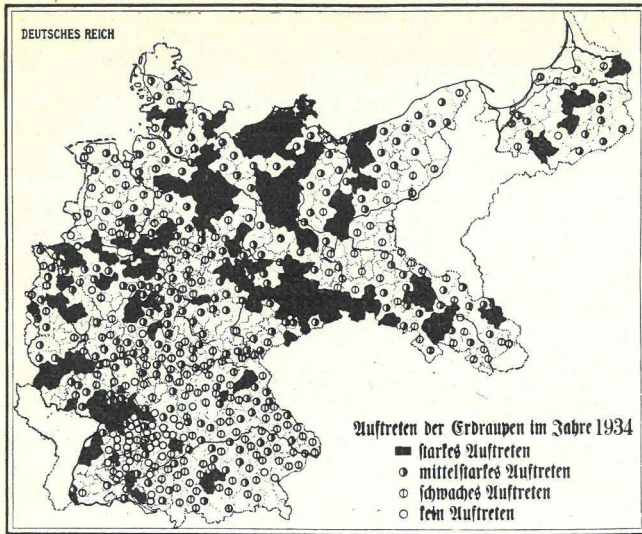 DEUTSCHES REICH
Auftreten der Erdraupen im Jahre 1934
starkes Auftreten
mittelstarkes Auftreten
schwaches Auftreten
kein Auftreten